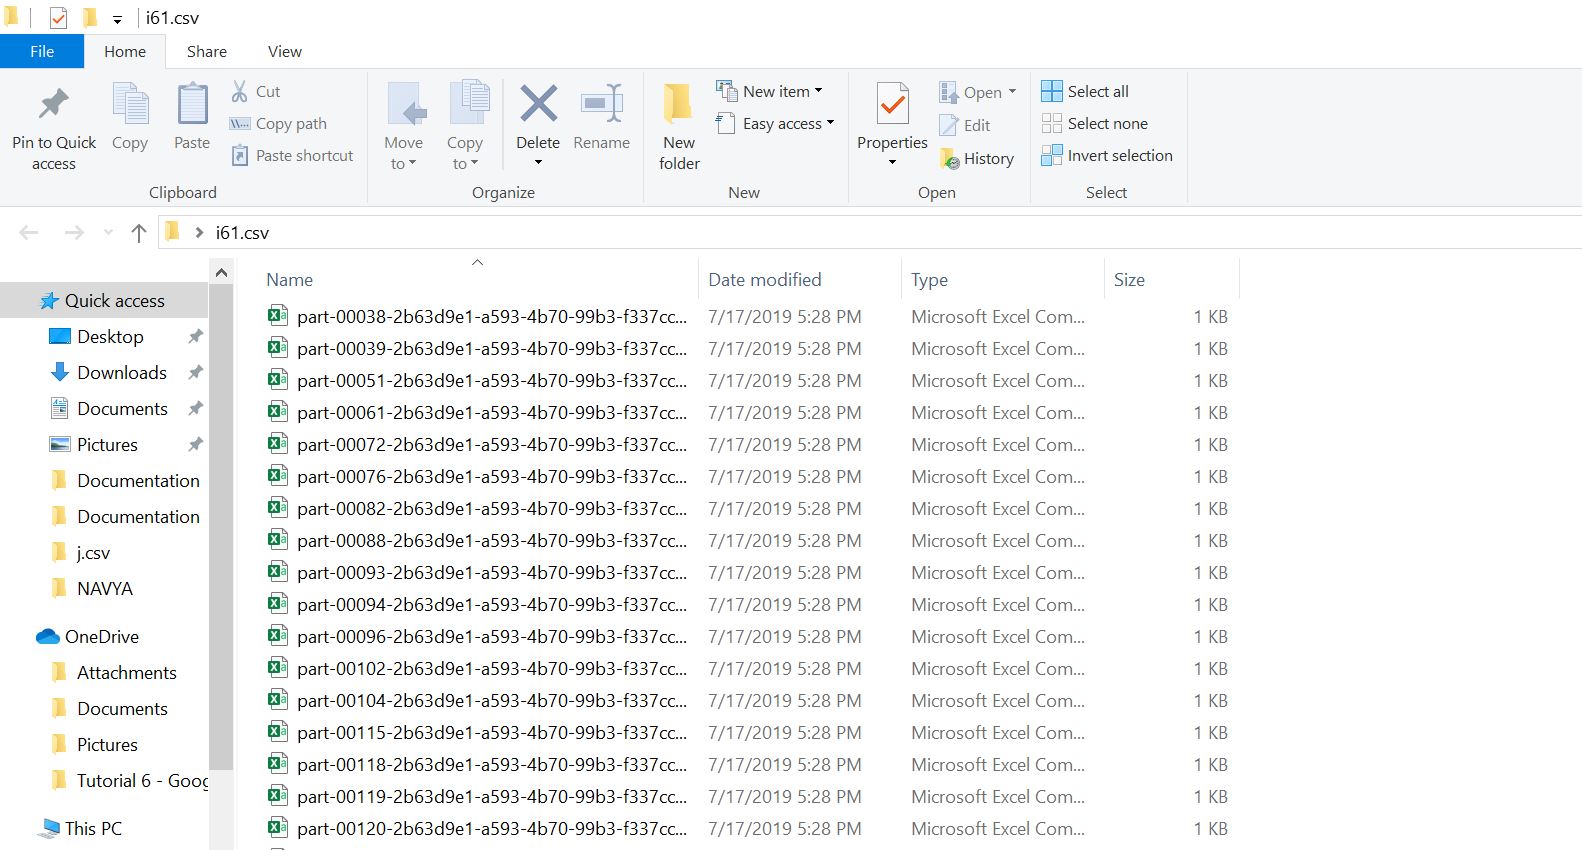 i61.csv
File Home Share View
Pin to Quick access
Copy
Paste
Cut
Copy path
Paste shortcut
Clipboard
Move to
Copy to
Delete
Rename
Organize
New folder
New item
Easy access
New
Properties
Open
Edit
History
Open
Select all
Select none
Invert selection
Select
i61.csv
Quick access
Desktop
Downloads
Documents
Pictures
Documentation
Documentation
j.csv
NAVYA
OneDrive
Attachments
Documents
Pictures
Tutorial 6 - Goog
This PC
Name Date modified Type Size
part-00038-2b63d9e1-a593-4b70-99b3-f337cc... 7/17/2019 5:28 PM Microsoft Excel Com... 1 KB
part-00039-2b63d9e1-a593-4b70-99b3-f337cc... 7/17/2019 5:28 PM Microsoft Excel Com... 1 KB
part-00051-2b63d9e1-a593-4b70-99b3-f337cc... 7/17/2019 5:28 PM Microsoft Excel Com... 1 KB
part-00061-2b63d9e1-a593-4b70-99b3-f337cc... 7/17/2019 5:28 PM Microsoft Excel Com... 1 KB
part-00072-2b63d9e1-a593-4b70-99b3-f337cc... 7/17/2019 5:28 PM Microsoft Excel Com... 1 KB
part-00076-2b63d9e1-a593-4b70-99b3-f337cc... 7/17/2019 5:28 PM Microsoft Excel Com... 1 KB
part-00082-2b63d9e1-a593-4b70-99b3-f337cc... 7/17/2019 5:28 PM Microsoft Excel Com... 1 KB
part-00088-2b63d9e1-a593-4b70-99b3-f337cc... 7/17/2019 5:28 PM Microsoft Excel Com... 1 KB
part-00093-2b63d9e1-a593-4b70-99b3-f337cc... 7/17/2019 5:28 PM Microsoft Excel Com... 1 KB
part-00094-2b63d9e1-a593-4b70-99b3-f337cc... 7/17/2019 5:28 PM Microsoft Excel Com... 1 KB
part-00096-2b63d9e1-a593-4b70-99b3-f337cc... 7/17/2019 5:28 PM Microsoft Excel Com... 1 KB
part-00102-2b63d9e1-a593-4b70-99b3-f337cc... 7/17/2019 5:28 PM Microsoft Excel Com... 1 KB
part-00104-2b63d9e1-a593-4b70-99b3-f337cc... 7/17/2019 5:28 PM Microsoft Excel Com... 1 KB
part-00115-2b63d9e1-a593-4b70-99b3-f337cc... 7/17/2019 5:28 PM Microsoft Excel Com... 1 KB
part-00118-2b63d9e1-a593-4b70-99b3-f337cc... 7/17/2019 5:28 PM Microsoft Excel Com... 1 KB
part-00119-2b63d9e1-a593-4b70-99b3-f337cc... 7/17/2019 5:28 PM Microsoft Excel Com... 1 KB
part-00120-2b63d9e1-a593-4b70-99b3-f337cc... 7/17/2019 5:28 PM Microsoft Excel Com... 1 KB